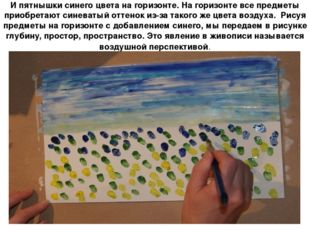 И пятнышки синего цвета на горизонте. На горизонте все предметы
приобретают синеватый оттенок из-за такого же цвета воздуха. Рисуя
предметы на горизонте с добавлением синего, мы передаем в рисунке
глубину, простор, пространство. Это явление в живописи называется
воздушной перспективой.